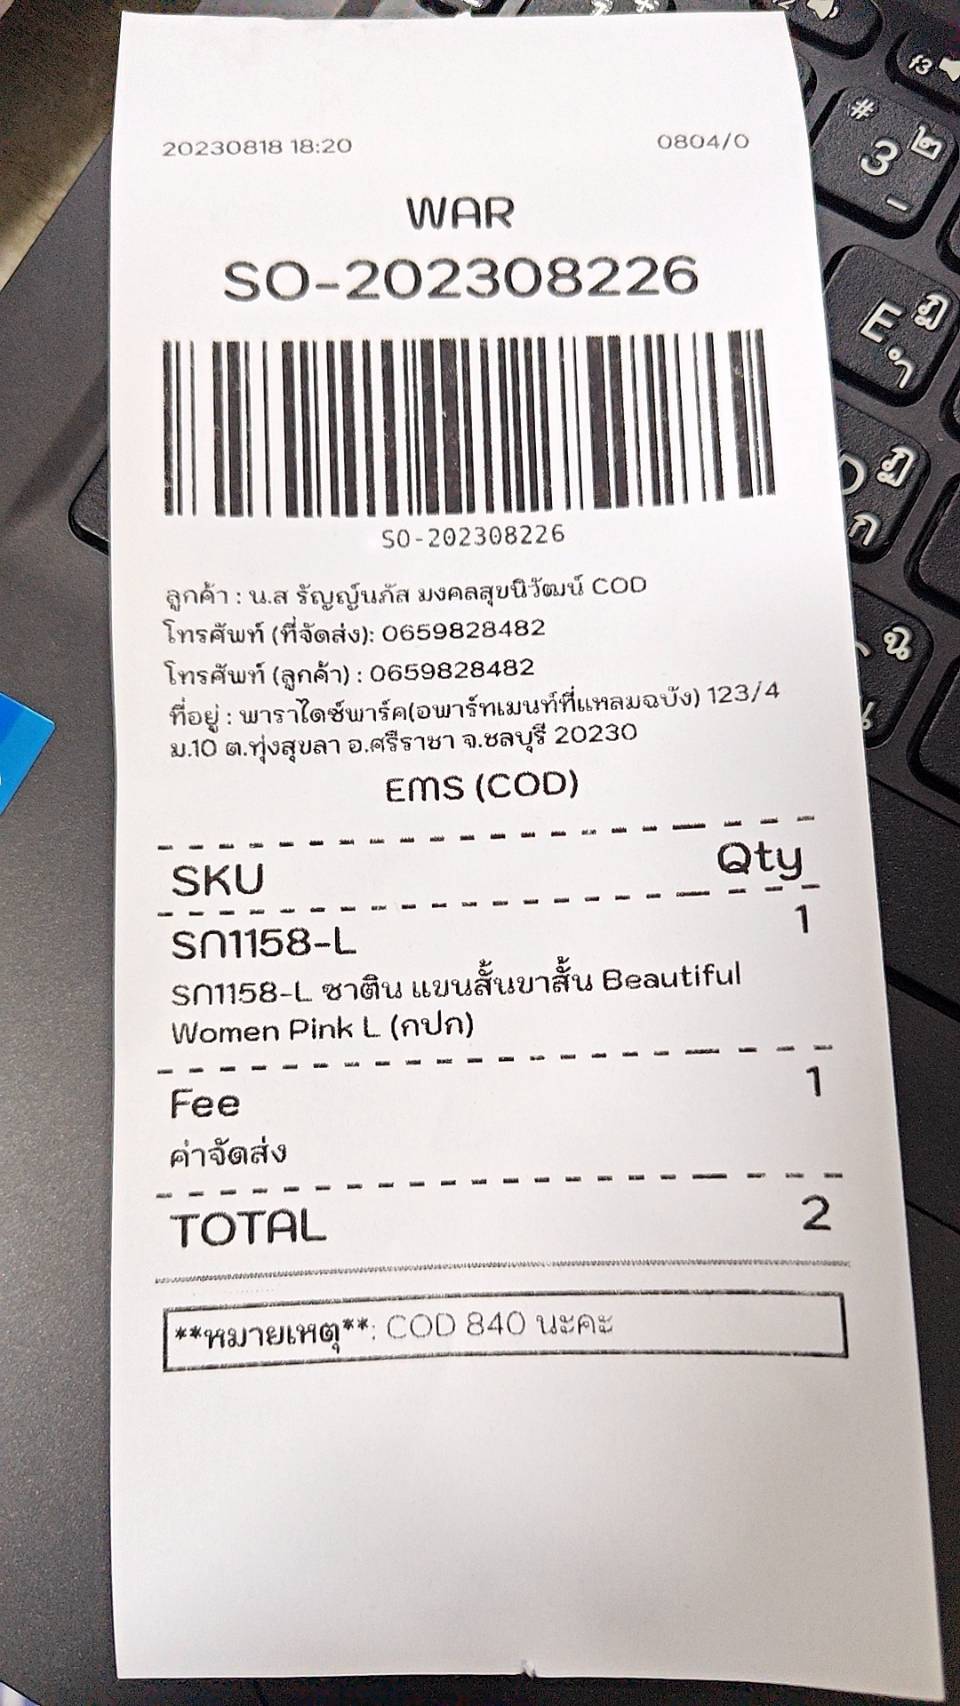 20230818 18:20 0804/0
WAR
SO-202308226
SO-202308226
ลูกค้า : น.ส รัญญ์นภัส มงคลสุขนิวัฒน์ COD
โทรศัพท์ (ที่จัดส่ง): 0659828482
โทรศัพท์ (ลูกค้า) : 0659828482
ที่อยู่ : พาราไดซ์พาร์ค(อพาร์ทเมนท์ที่แหลมฉบัง) 123/4
ม.10 ต.ทุ่งสุขลา อ.ศรีราชา จ.ชลบุรี 20230
EMS (COD)
SKU Qty
Sn1158-L 1
Sn1158-L ซาติน แขนสั้นขาสั้น Beautiful
Women Pink L (กปก)
Fee 1
ค่าจัดส่ง
TOTAL 2
**หมายเหตุ**: COD 840 นะคะ
f3
# 3 ๒ -
E ฎ ำ
ฏ ก
ฉ